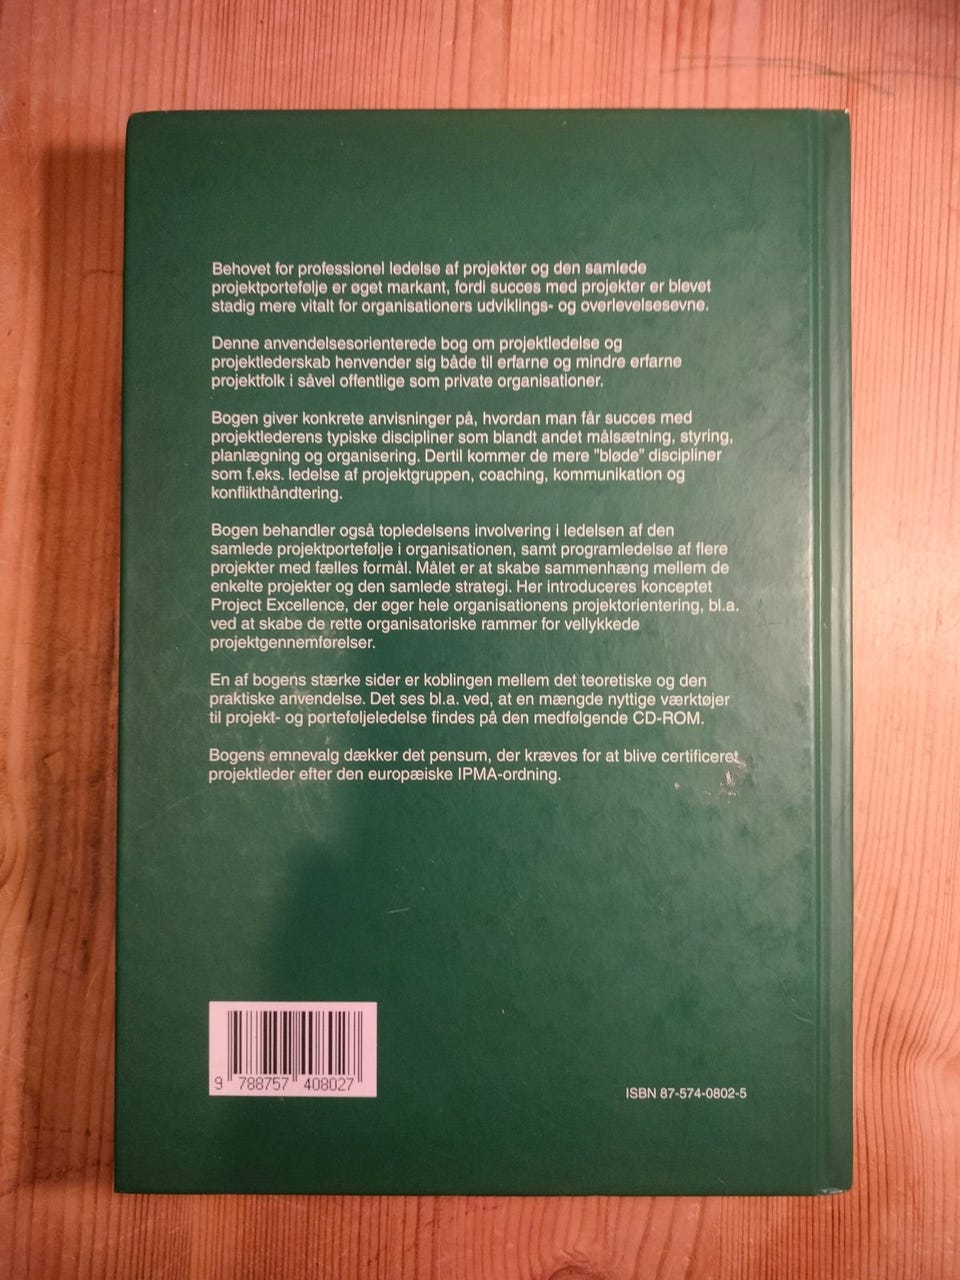 Behovet for professionel ledelse af projekter og den samlede
projektportefølje er øget markant, fordi succes med projekter er blevet
stadig mere vitalt for organisationers udviklings- og overlevelsesevne.
Denne anvendelsesorienterede bog om projektledelse og
projektlederskab henvender sig både til erfarne og mindre erfarne
projektfolk i såvel offentlige som private organisationer.
Bogen giver konkrete anvisninger på, hvordan man får succes med
projektlederens typiske discipliner som blandt andet målsætning, styring,
planlægning og organisering. Dertil kommer de mere "bløde" discipliner
som f.eks. ledelse af projektgruppen, coaching, kommunikation og
konflikthåndtering.
Bogen behandler også topledelsens involvering i ledelsen af den
samlede projektportefølje i organisationen, samt programledelse af flere
projekter med fælles formål. Målet er at skabe sammenhæng mellem de
enkelte projekter og den samlede strategi. Her introduceres konceptet
Project Excellence, der øger hele organisationens projektorientering, bl.a.
ved at skabe de rette organisatoriske rammer for vellykkede
projektgennemførelser.
En af bogens stærke sider er koblingen mellem det teoretiske og den
praktiske anvendelse. Det ses bl.a. ved, at en mængde nyttige værktøjer
til projekt- og porteføljeledelse findes på den medfølgende CD-ROM.
Bogens emnevalg dækker det pensum, der kræves for at blive certificeret
projektleder efter den europæiske IPMA-ordning.
9 788757 408027
ISBN 87-574-0802-5